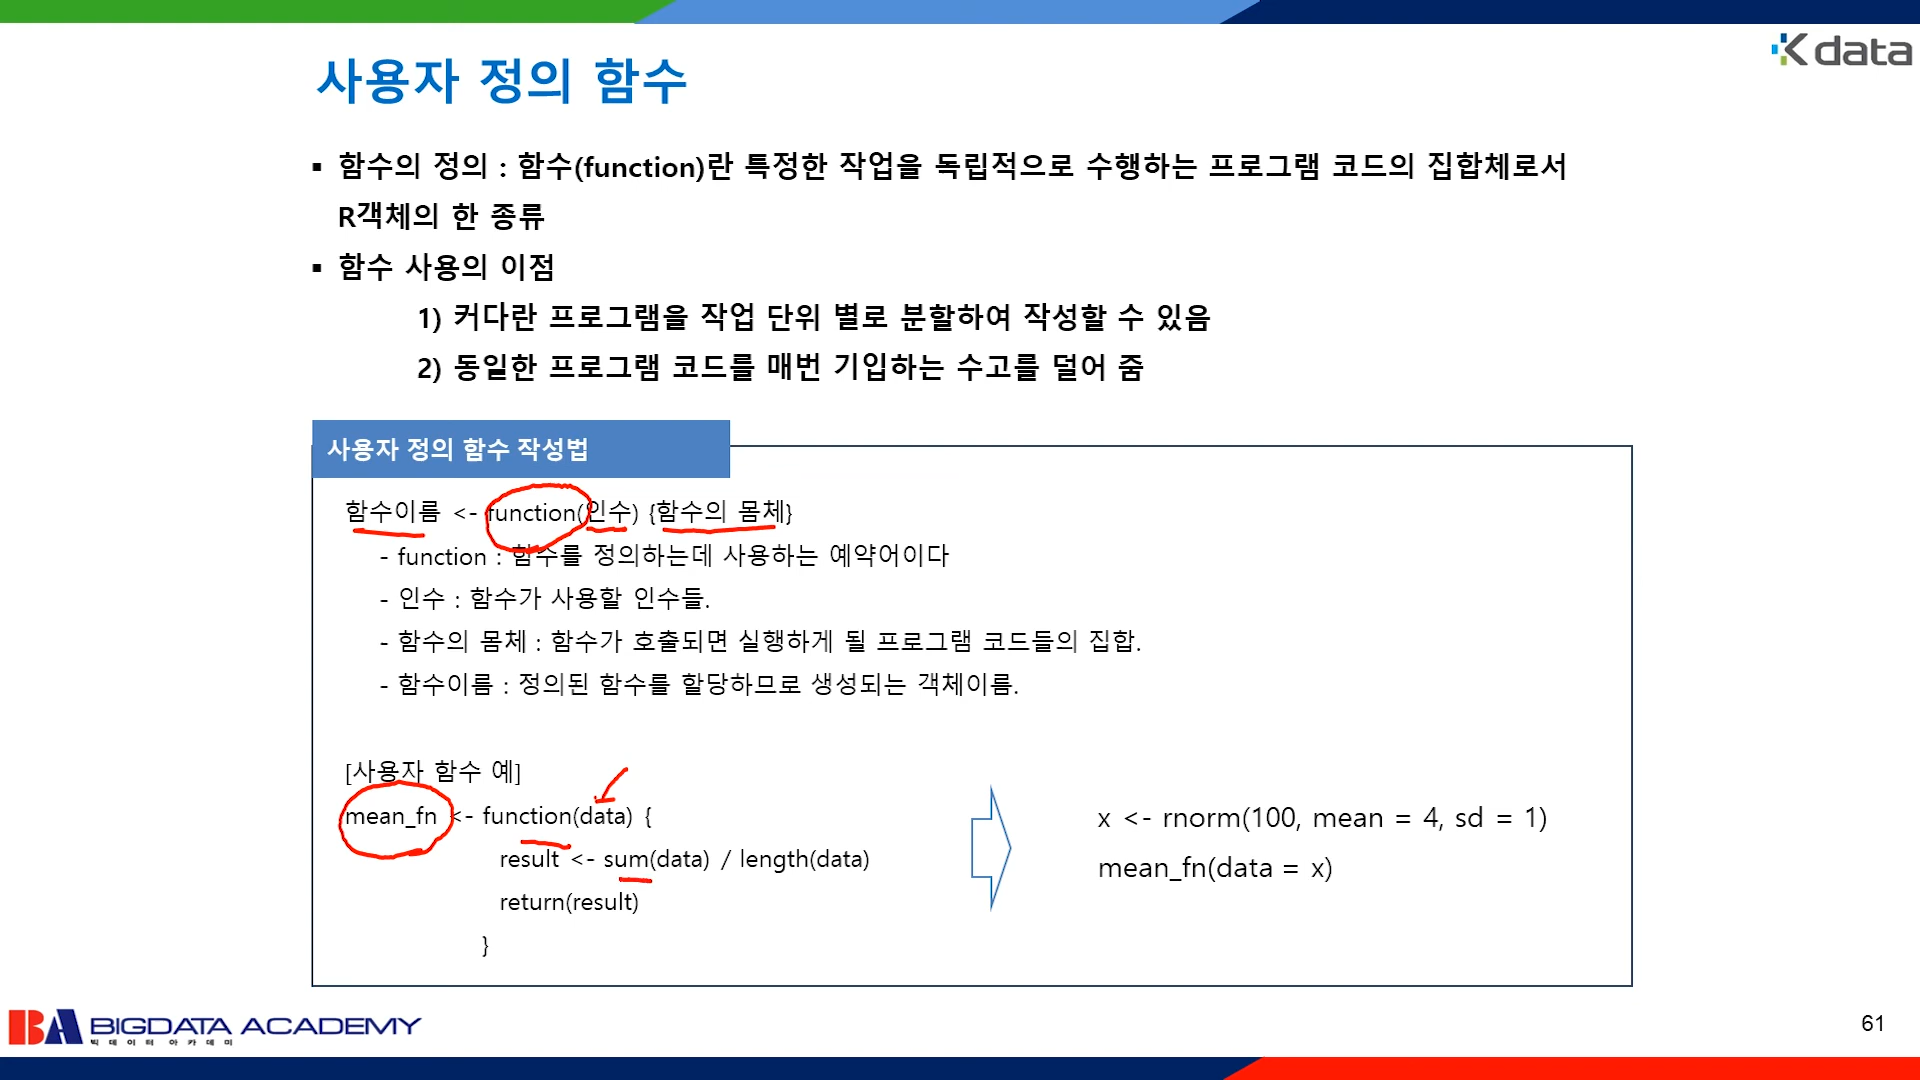 Kdata
사용자 정의 함수
▪ 함수의 정의 : 함수(function)란 특정한 작업을 독립적으로 수행하는 프로그램 코드의 집합체로서
R객체의 한 종류
▪ 함수 사용의 이점
1) 커다란 프로그램을 작업 단위 별로 분할하여 작성할 수 있음
2) 동일한 프로그램 코드를 매번 기입하는 수고를 덜어 줌
사용자 정의 함수 작성법
함수이름 <- function(인수) {함수의 몸체}
- function : 함수를 정의하는데 사용하는 예약어이다
- 인수 : 함수가 사용할 인수들.
- 함수의 몸체 : 함수가 호출되면 실행하게 될 프로그램 코드들의 집합.
- 함수이름 : 정의된 함수를 할당하므로 생성되는 객체이름.
[사용자 함수 예]
mean_fn <- function(data) {
result <- sum(data) / length(data)
return(result)
}
x <- rnorm(100, mean = 4, sd = 1)
mean_fn(data = x)
BA BIGDATA ACADEMY
빅데이터아카데미
61